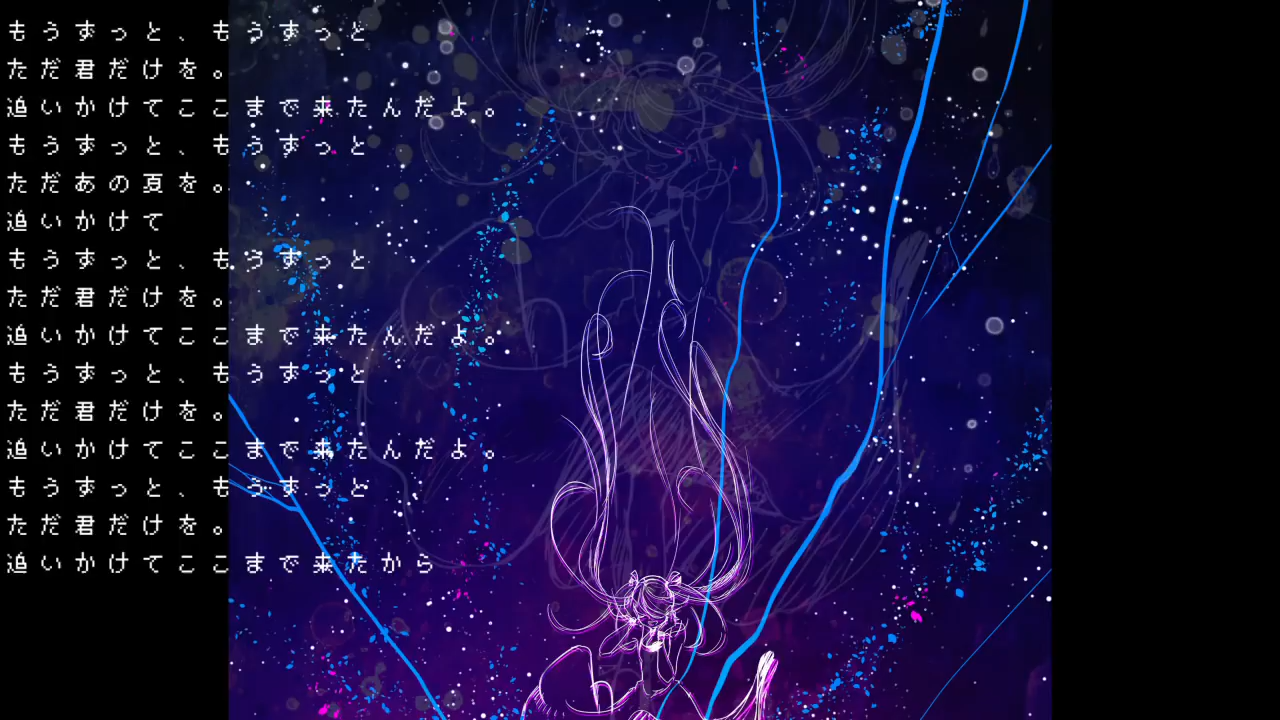 もうずっと、もうずっと
ただ君だけを。
追いかけてここまで来たんだよ。
もうずっと、もうずっと
ただあの夏を。
追いかけて
もうずっと、もうずっと
ただ君だけを。
追いかけてここまで来たんだよ。
もうずっと、もうずっと
ただ君だけを。
追いかけてここまで来たんだよ。
もうずっと、もうずっと
ただ君だけを。
追いかけてここまで来たから